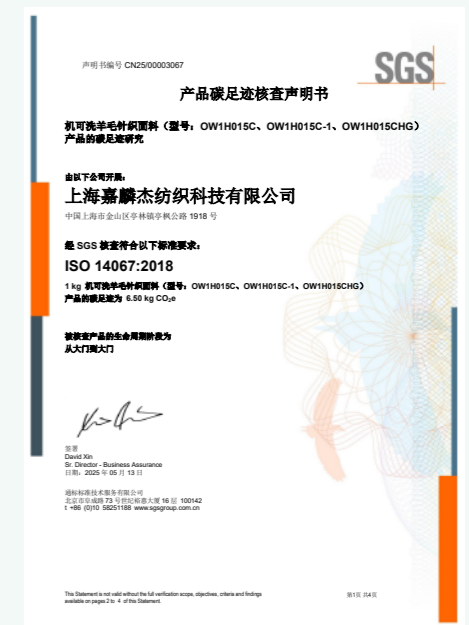 声明书编号 CN25/00003067
SGS
产品碳足迹核查声明书
机可洗羊毛针织面料（型号：OW1H015C、OW1H015C-1、OW1H015CHG）
产品的碳足迹研究
由以下公司开展：
上海嘉麟杰纺织科技有限公司
中国上海市金山区亭林镇亭枫公路 1918 号
经 SGS 核查符合以下标准要求：
ISO 14067:2018
1 kg 机可洗羊毛针织面料（型号：OW1H015C、OW1H015C-1、OW1H015CHG）
产品的碳足迹为 6.50 kg CO₂e
被核查产品的生命周期阶段为
从大门到大门
签署
David Xin
Sr. Director - Business Assurance
日期：2025 年 05 月 13 日
通标标准技术服务有限公司
北京市阜成路 73 号世纪裕惠大厦 16 层 100142
t +86 (0)10 58251188 www.sgsgroup.com.cn
This Statement is not valid without the full verification scope, objectives, criteria and findings
available on pages 2 to 4 of this Statement.
第1页 共4页